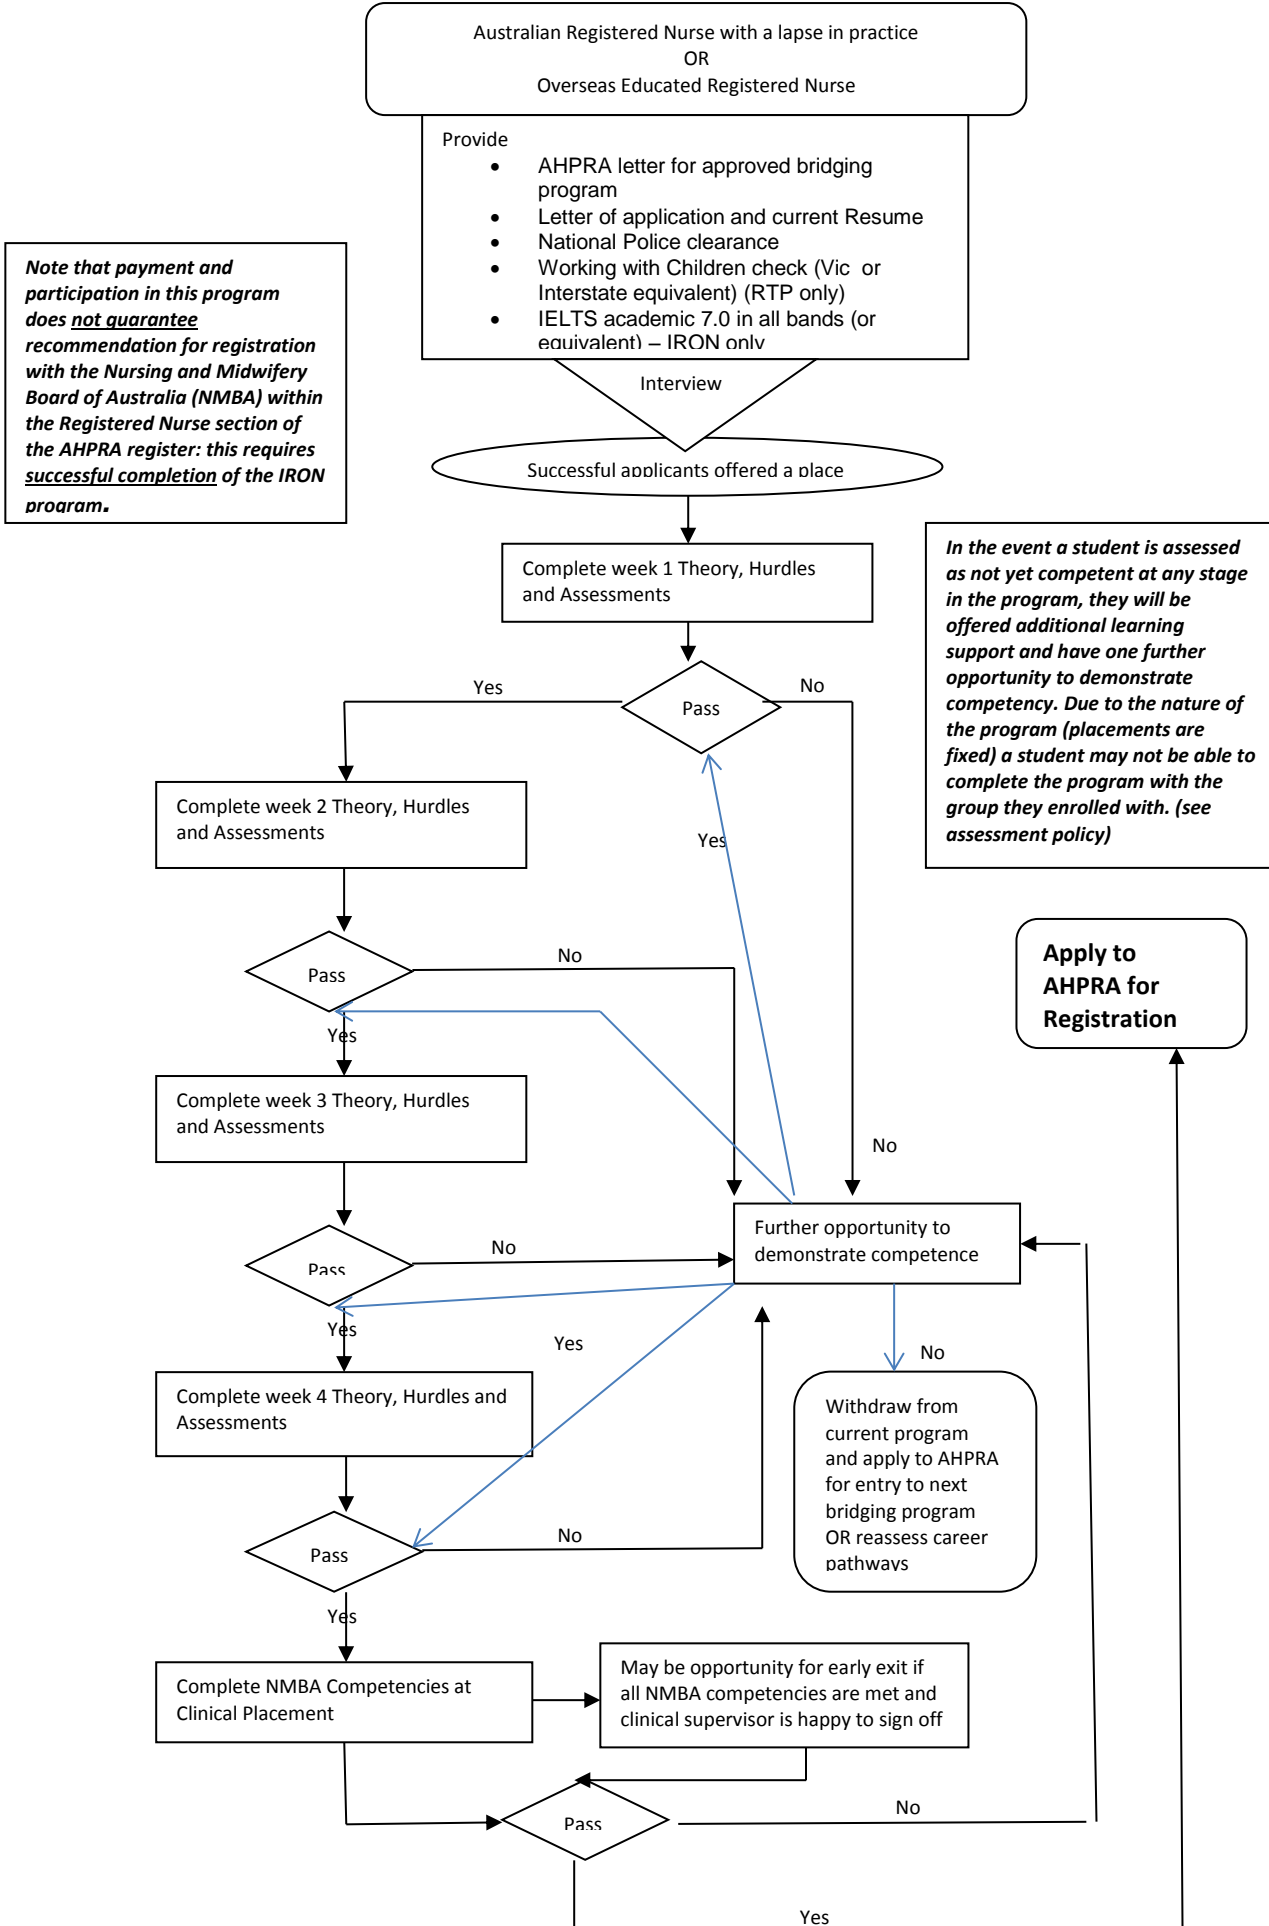 Australian Registered Nurse with a lapse in practice
OR
Overseas Educated Registered Nurse
Provide
• AHPRA letter for approved bridging
program
• Letter of application and current Resume
• National Police clearance
• Working with Children check (Vic or
Interstate equivalent) (RTP only)
• IELTS academic 7.0 in all bands (or
equivalent) – IRON only
Note that payment and
participation in this program
does not guarantee
recommendation for registration
with the Nursing and Midwifery
Board of Australia (NMBA) within
the Registered Nurse section of
the AHPRA register: this requires
successful completion of the IRON
program.
Interview
Successful applicants offered a place
Complete week 1 Theory, Hurdles
and Assessments
In the event a student is assessed
as not yet competent at any stage
in the program, they will be
offered additional learning
support and have one further
opportunity to demonstrate
competency. Due to the nature of
the program (placements are
fixed) a student may not be able to
complete the program with the
group they enrolled with. (see
assessment policy)
Yes
No
Pass
Complete week 2 Theory, Hurdles
and Assessments
Yes
Pass
No
Apply to
AHPRA for
Registration
Yes
Complete week 3 Theory, Hurdles
and Assessments
No
Further opportunity to
demonstrate competence
Pass
No
Yes
Yes
No
Complete week 4 Theory, Hurdles and
Assessments
Withdraw from
current program
and apply to AHPRA
for entry to next
bridging program
OR reassess career
pathways
Pass
No
Yes
Complete NMBA Competencies at
Clinical Placement
May be opportunity for early exit if
all NMBA competencies are met and
clinical supervisor is happy to sign off
Pass
No
Yes